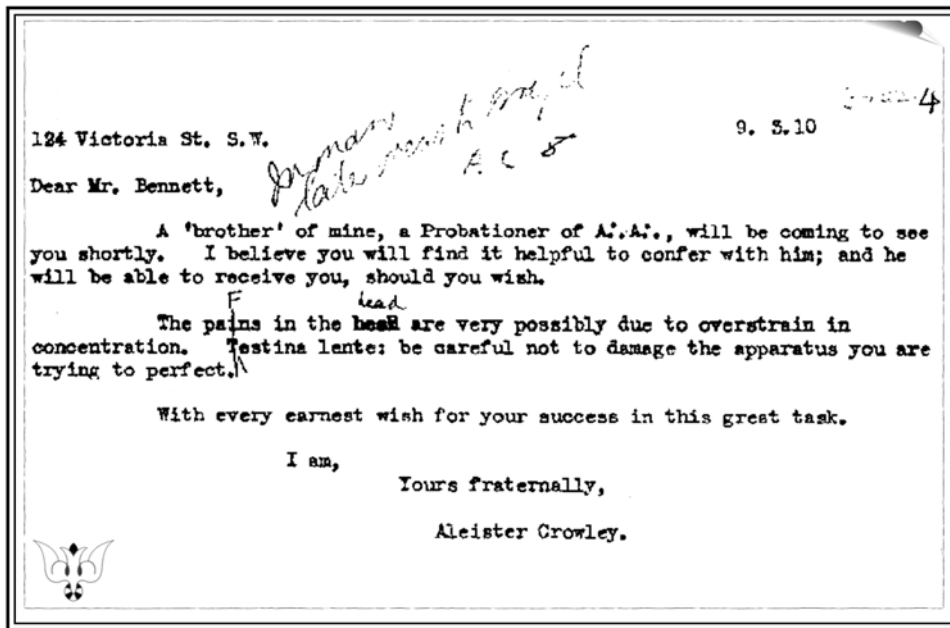 4
9. 3.10
124 Victoria St. S.W.
A C
Dear Mr. Bennett,
A 'brother' of mine, a Probationer of A∴A∴, will be coming to see
you shortly. I believe you will find it helpful to confer with him; and he
will be able to receive you, should you wish.
F head
The pains in the are very possibly due to overstrain in
concentration. Testina lente: be careful not to damage the apparatus you are
trying to perfect.
With every earnest wish for your success in this great task.
I am,
Yours fraternally,
Aleister Crowley.